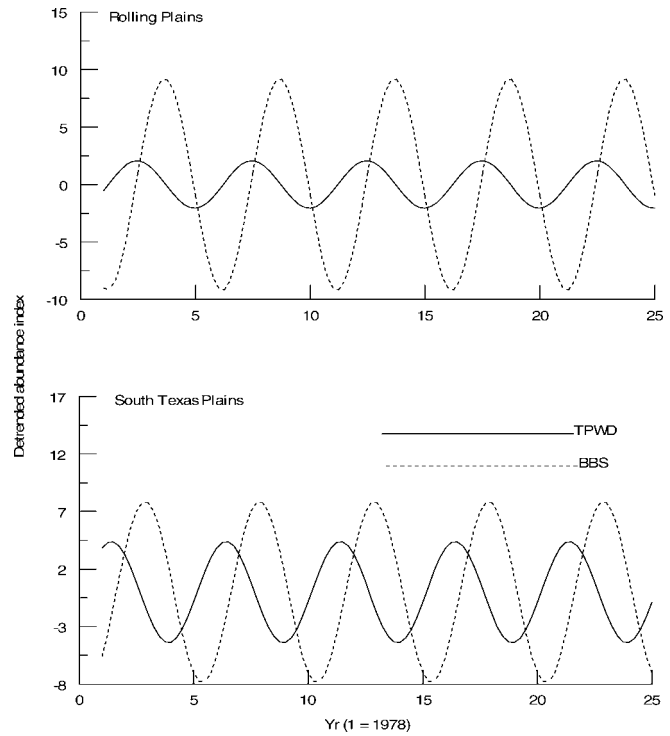 Detrended abundance index
Rolling Plains
15
10
5
0
-5
-10
0 5 10 15 20 25
South Texas Plains
17
12
7
2
-3
-8
TPWD
BBS
0 5 10 15 20 25
Yr (1 = 1978)